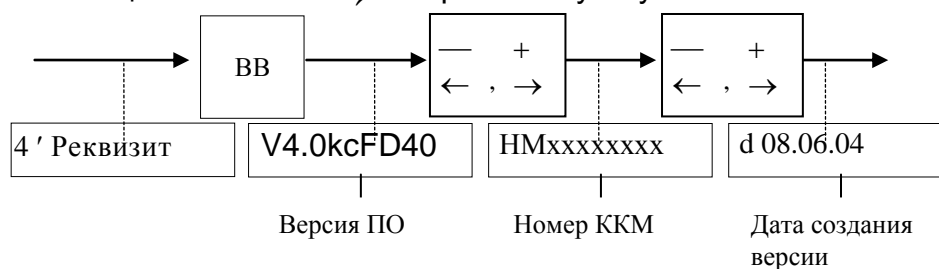 ВВ
— +
← , →
— +
← , →
4 ′ Реквизит
V4.0kcFD40
НМxxxxxxxx
d 08.06.04
Версия ПО
Номер ККМ
Дата создания
версии